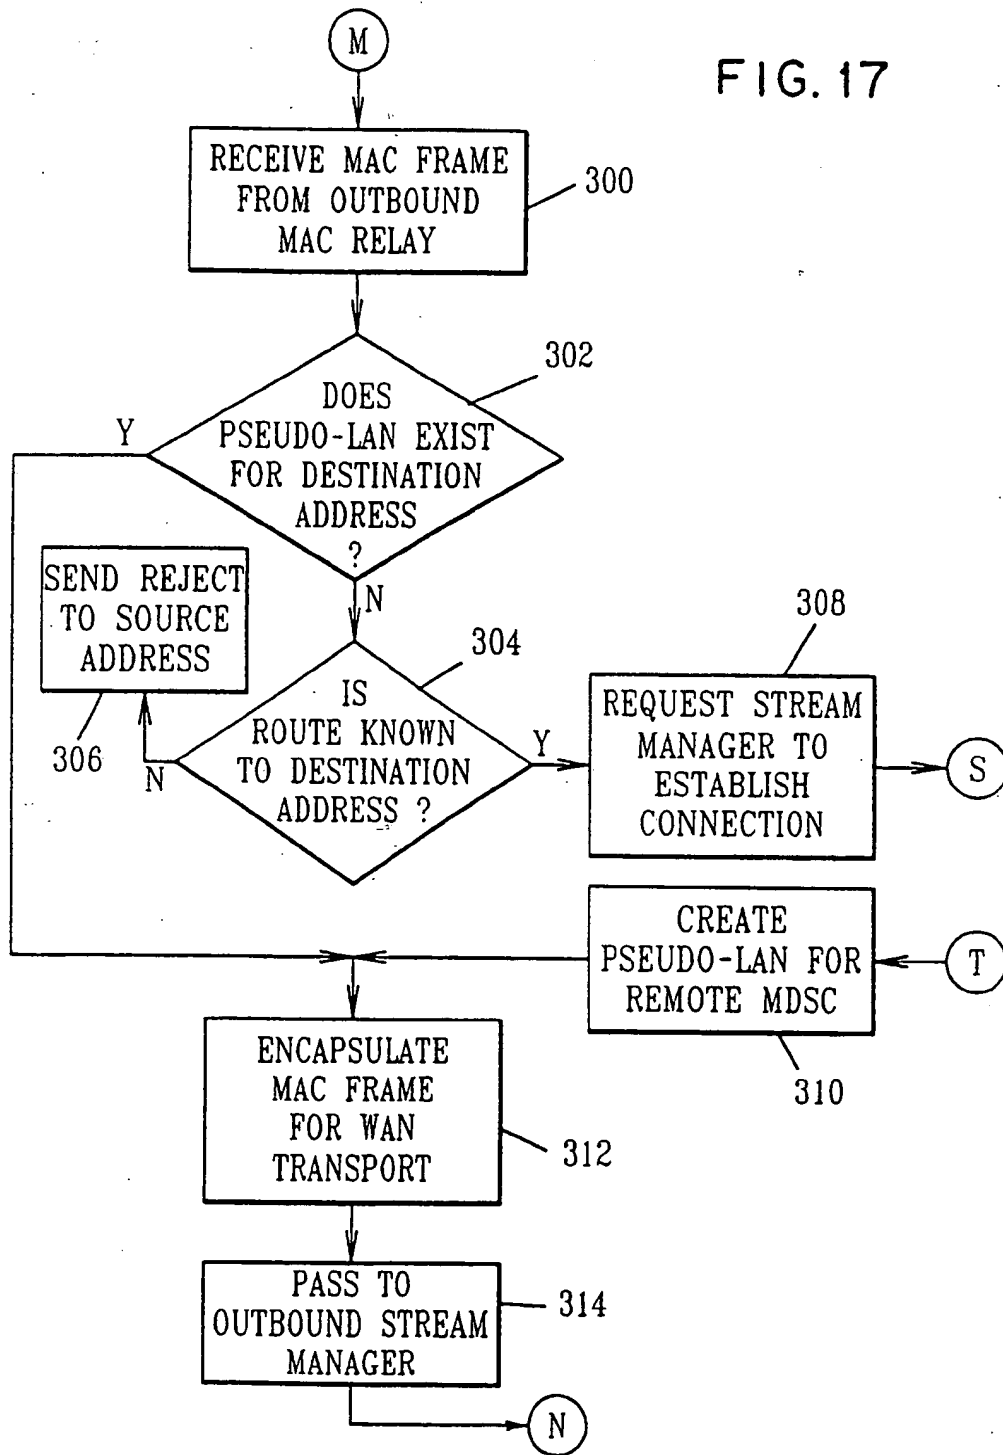 M
FIG. 17
RECEIVE MAC FRAME
FROM OUTBOUND
MAC RELAY
300
302
DOES
PSEUDO-LAN EXIST
FOR DESTINATION
ADDRESS
?
Y
N
SEND REJECT
TO SOURCE
ADDRESS
306
304
IS
ROUTE KNOWN
TO DESTINATION
ADDRESS ?
N
Y
308
REQUEST STREAM
MANAGER TO
ESTABLISH
CONNECTION
S
CREATE
PSEUDO-LAN FOR
REMOTE MDSC
T
310
ENCAPSULATE
MAC FRAME
FOR WAN
TRANSPORT
312
PASS TO
OUTBOUND STREAM
MANAGER
314
N